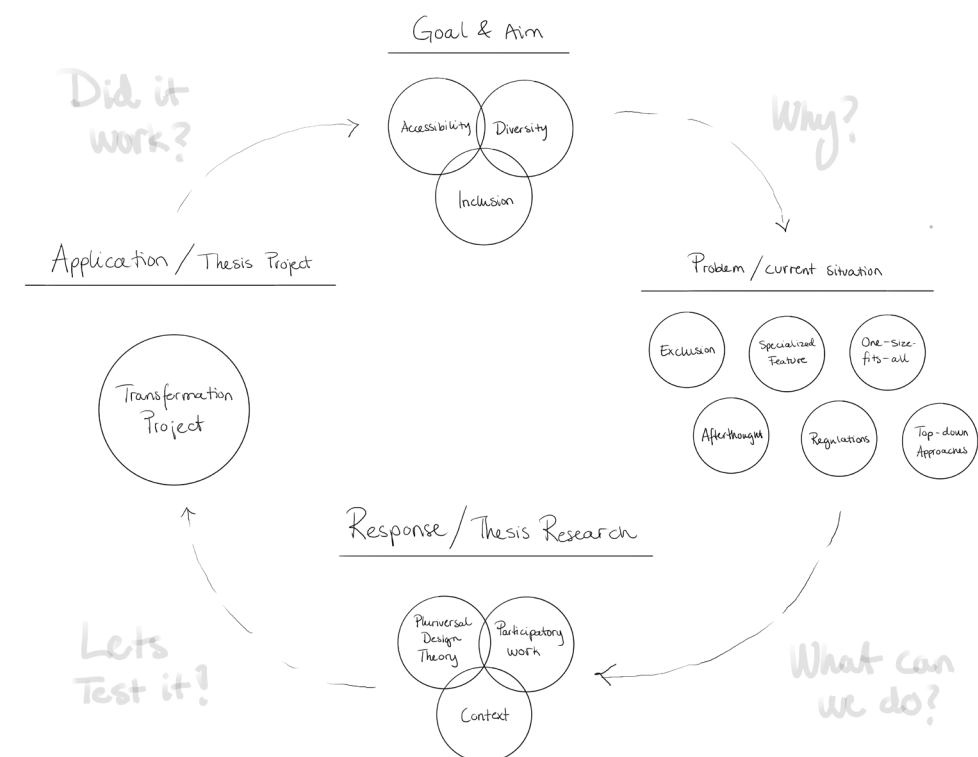 Goal & Aim
Did it
work?
Accessibility
Diversity
Inclusion
Why?
Application / Thesis Project
Transformation
Project
Problem / current situation
Exclusion
Specialized
Feature
One-size-
fits-all
Afterthought
Regulations
Top-down
Approaches
Response / Thesis Research
Pluriversal
Design
Theory
Participatory
work
Context
Lets
Test it!
What can
we do?